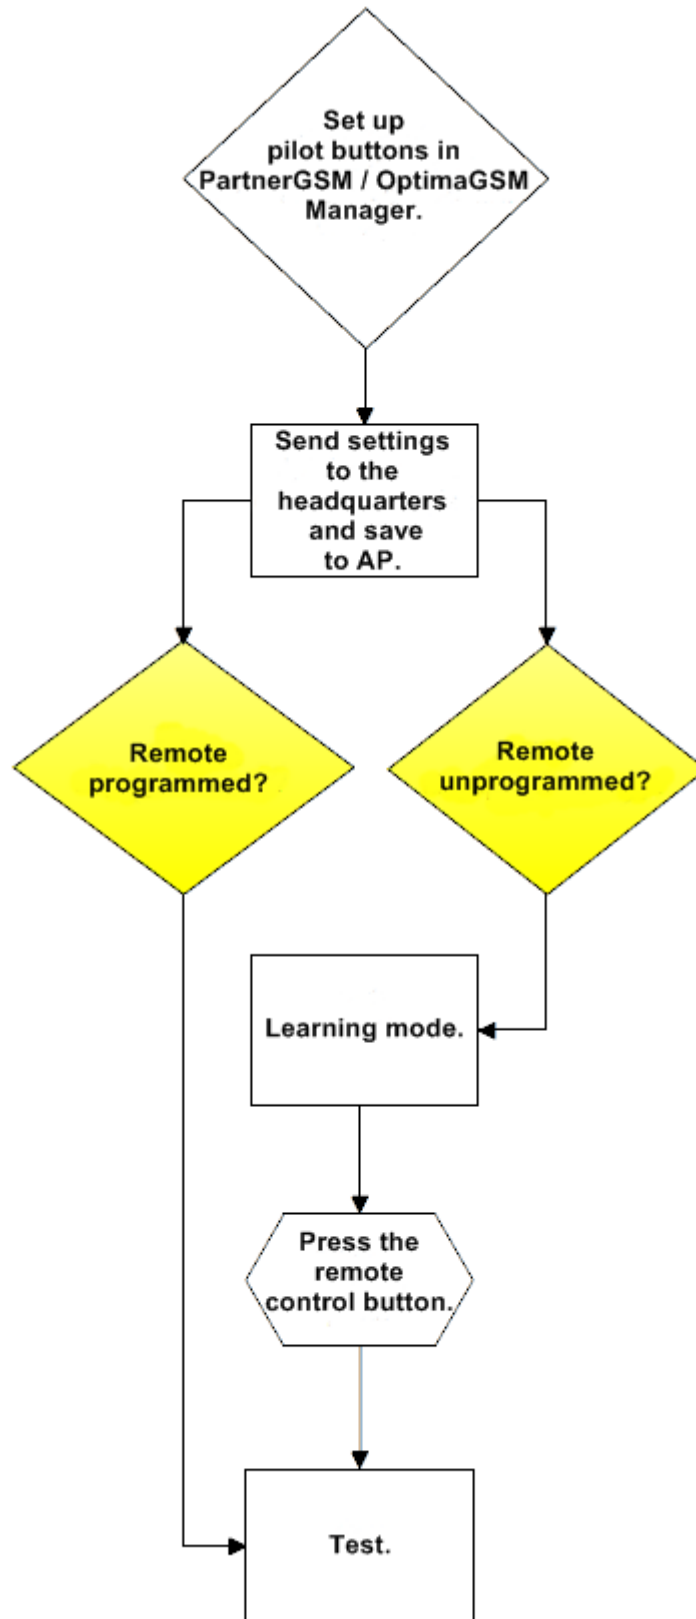 Set up
pilot buttons in
PartnerGSM / OptimaGSM
Manager.
Send settings
to the
headquarters
and save
to AP.
Remote
programmed?
Remote
unprogrammed?
Learning mode.
Press the
remote
control button.
Test.